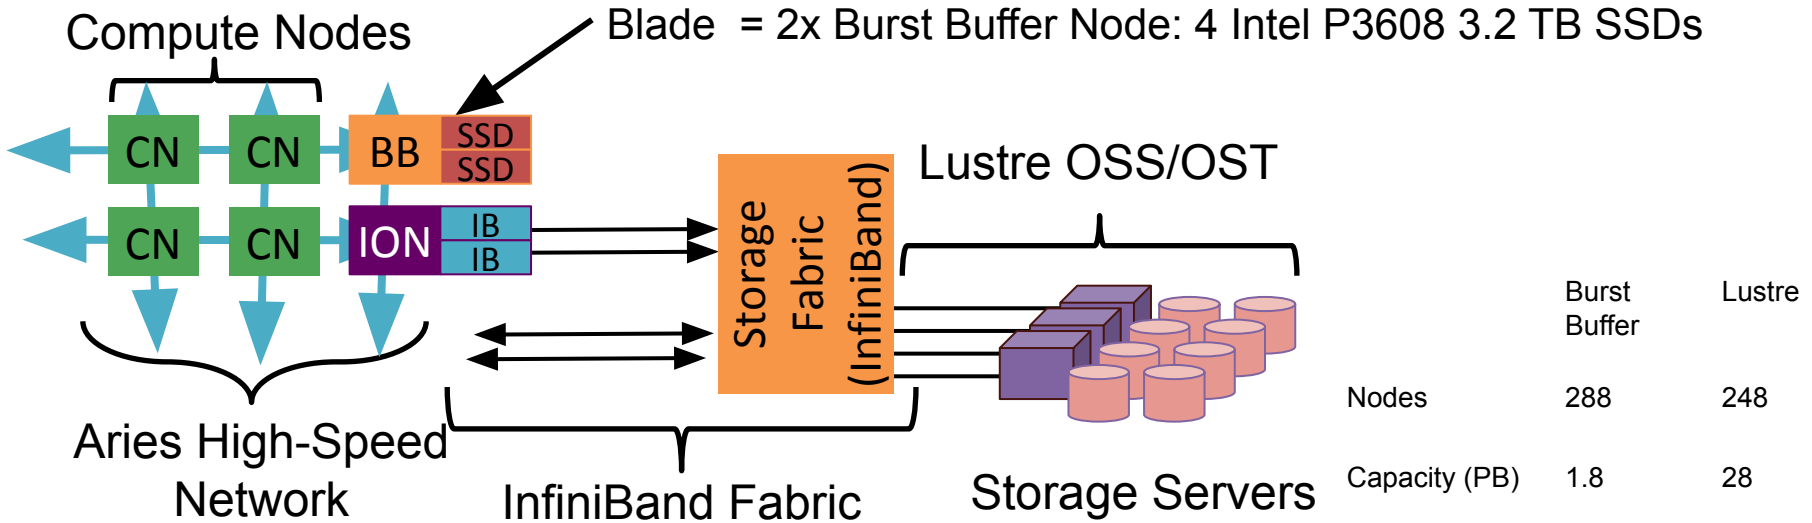 Compute Nodes
Blade = 2x Burst Buffer Node: 4 Intel P3608 3.2 TB SSDs
CN
CN
BB
SSD
SSD
CN
CN
ION
IB
IB
Storage
Fabric
(InfiniBand)
Lustre OSS/OST
Aries High-Speed
Network
InfiniBand Fabric
Storage Servers
Burst
Buffer
Lustre
Nodes 288 248
Capacity (PB) 1.8 28